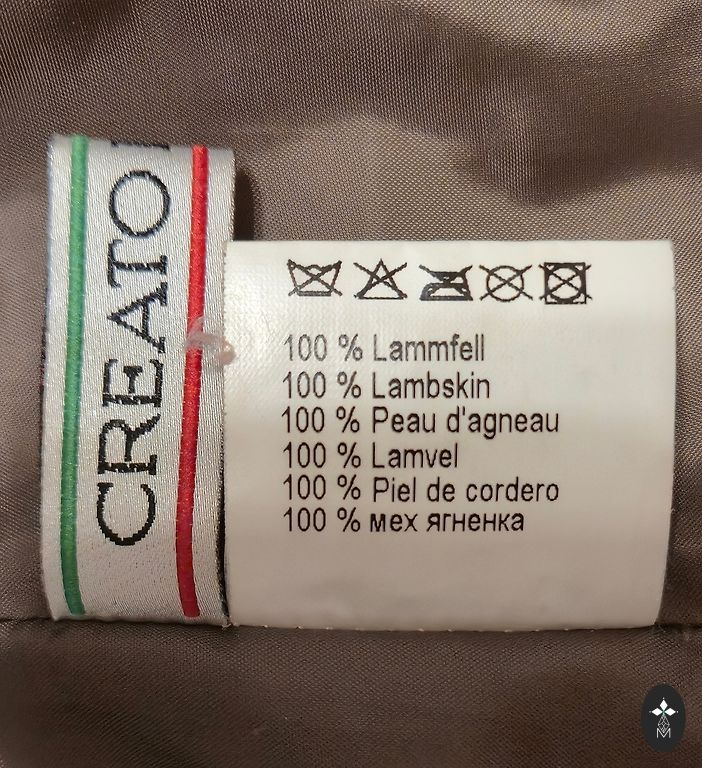 CREATO
100 % Lammfell
100 % Lambskin
100 % Peau d'agneau
100 % Lamvel
100 % Piel de cordero
100 % мех ягненка
M